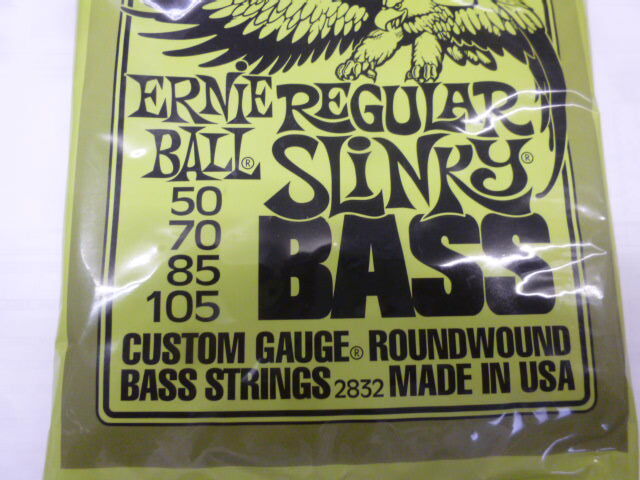 ERNIE BALL®
REGULAR
SLINKY®
BASS
50
70
85
105
CUSTOM GAUGE® ROUNDWOUND
BASS STRINGS 2832 MADE IN USA